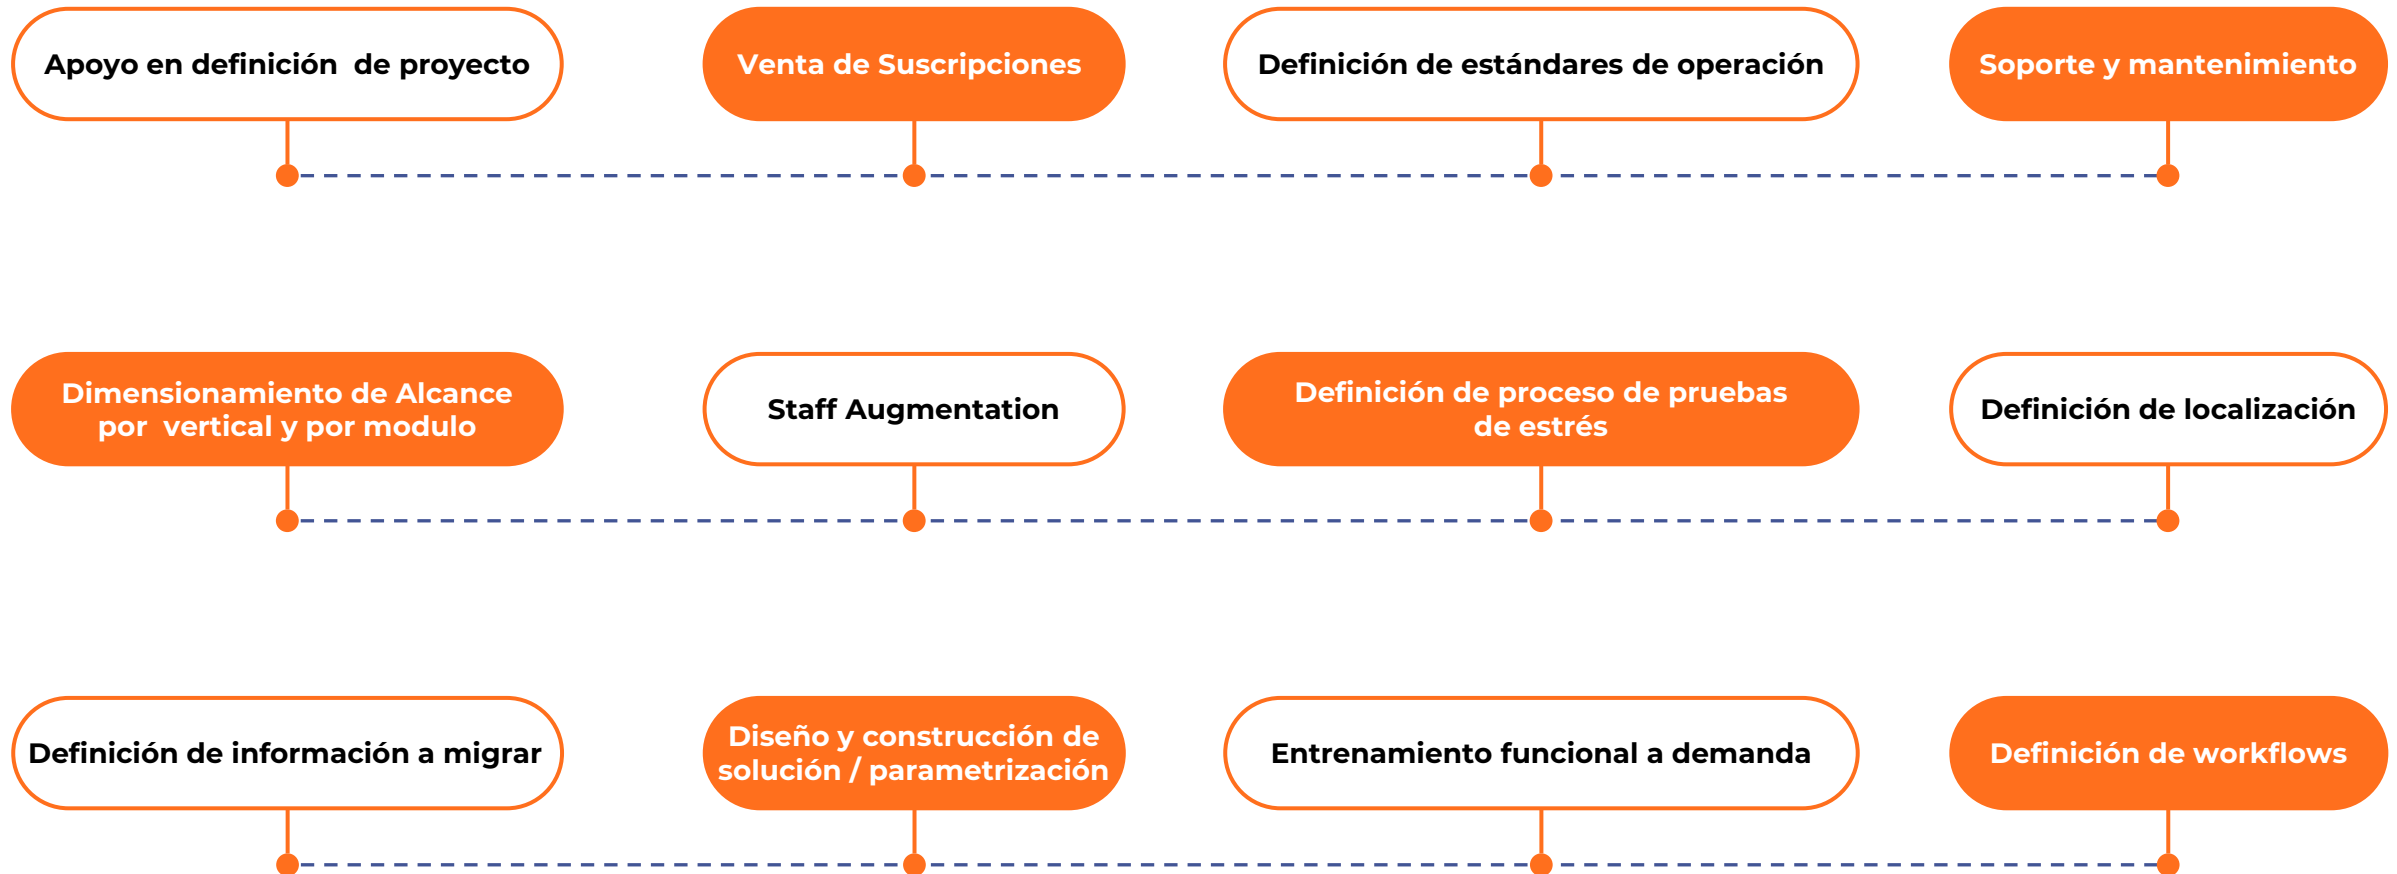 Apoyo en definición de proyecto
Venta de Suscripciones
Definición de estándares de operación
Soporte y mantenimiento
Dimensionamiento de Alcance
por vertical y por modulo
Staff Augmentation
Definición de proceso de pruebas
de estrés
Definición de localización
Definición de información a migrar
Diseño y construcción de
solución / parametrización
Entrenamiento funcional a demanda
Definición de workflows